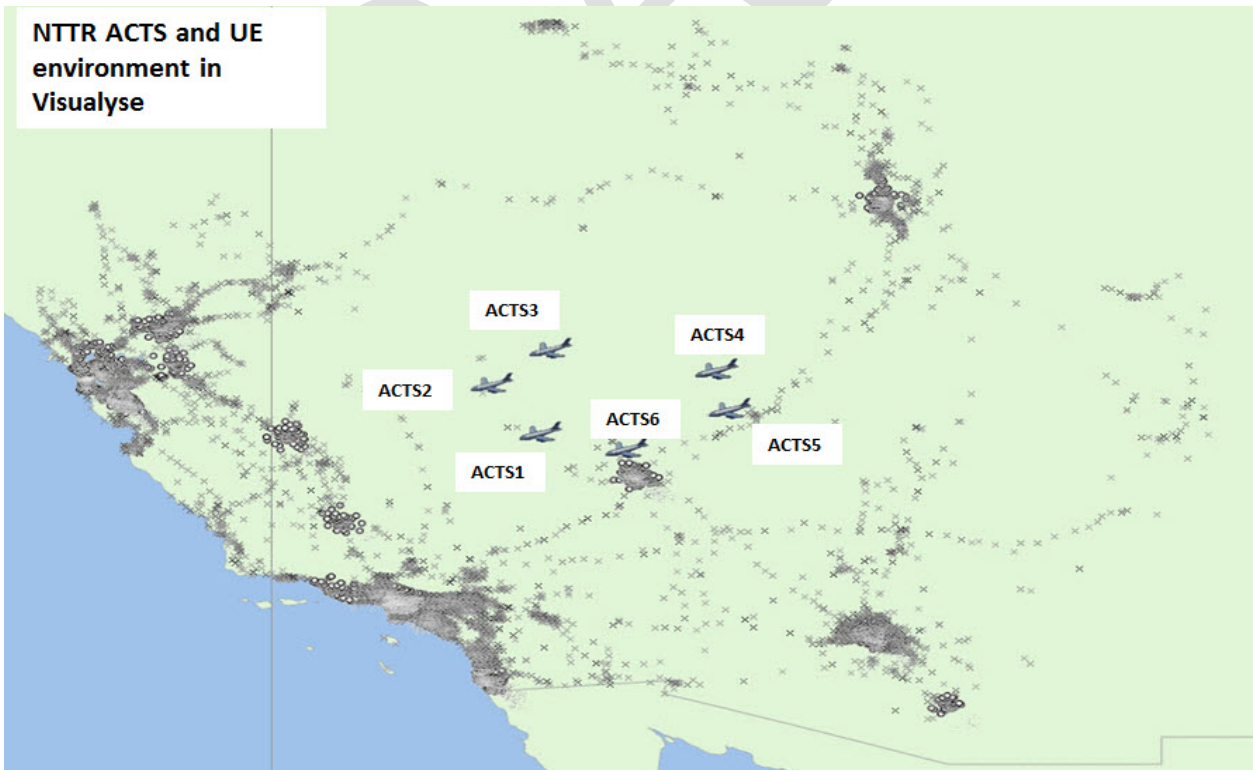 NTTR ACTS and UE
environment in
Visualyse
ACTS3
ACTS4
ACTS2
ACTS6
ACTS5
ACTS1